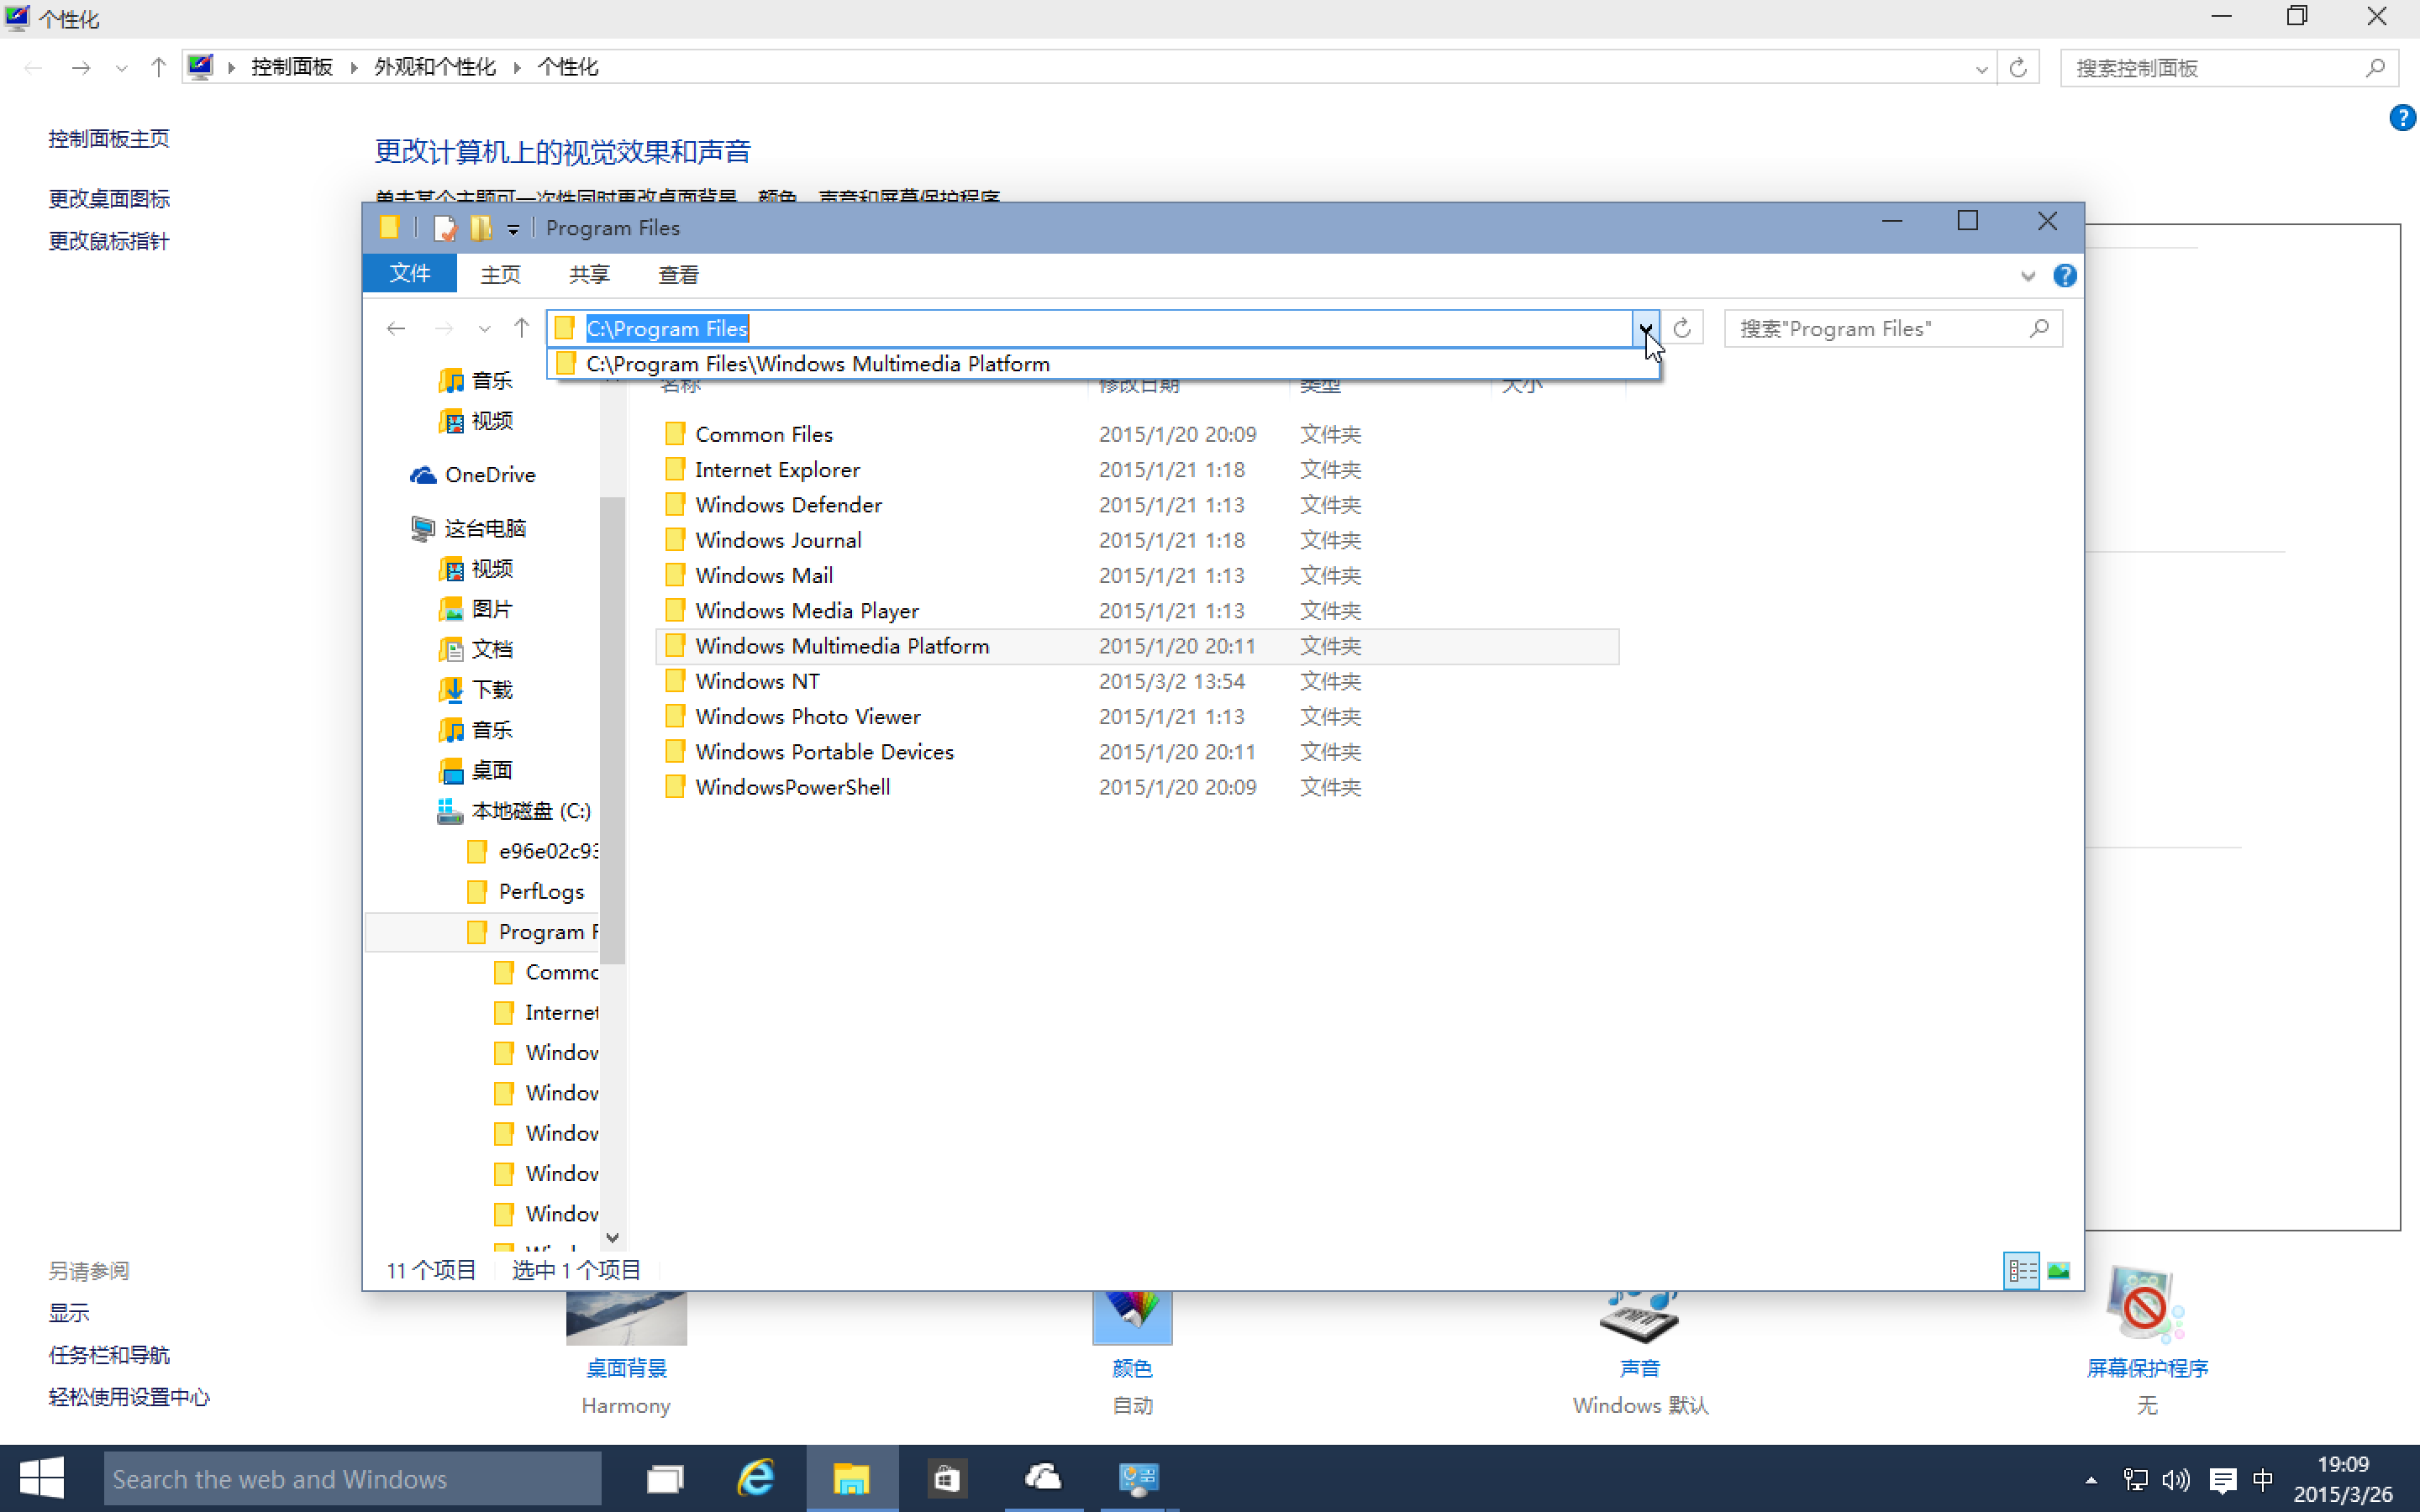 个性化
控制面板 外观和个性化 个性化
搜索控制面板
控制面板主页
更改桌面图标
更改鼠标指针
更改计算机上的视觉效果和声音
单击某个主题可一次性同时更改桌面背景、颜色、声音和屏幕保护程序
Program Files
文件 主页 共享 查看
C:\Program Files
搜索"Program Files"
C:\Program Files\Windows Multimedia Platform
名称 修改日期 类型 大小
音乐
视频
OneDrive
这台电脑
视频
图片
文档
下载
音乐
桌面
本地磁盘 (C:)
e96e02c93
PerfLogs
Program F
Commo
Internet
Window
Window
Window
Window
Window
Common Files 2015/1/20 20:09 文件夹
Internet Explorer 2015/1/21 1:18 文件夹
Windows Defender 2015/1/21 1:13 文件夹
Windows Journal 2015/1/21 1:18 文件夹
Windows Mail 2015/1/21 1:13 文件夹
Windows Media Player 2015/1/21 1:13 文件夹
Windows Multimedia Platform 2015/1/20 20:11 文件夹
Windows NT 2015/3/2 13:54 文件夹
Windows Photo Viewer 2015/1/21 1:13 文件夹
Windows Portable Devices 2015/1/20 20:11 文件夹
WindowsPowerShell 2015/1/20 20:09 文件夹
11 个项目 选中 1 个项目
另请参阅
显示
任务栏和导航
轻松使用设置中心
桌面背景
Harmony
颜色
自动
声音
Windows 默认
屏幕保护程序
无
Search the web and Windows
中
19:09
2015/3/26